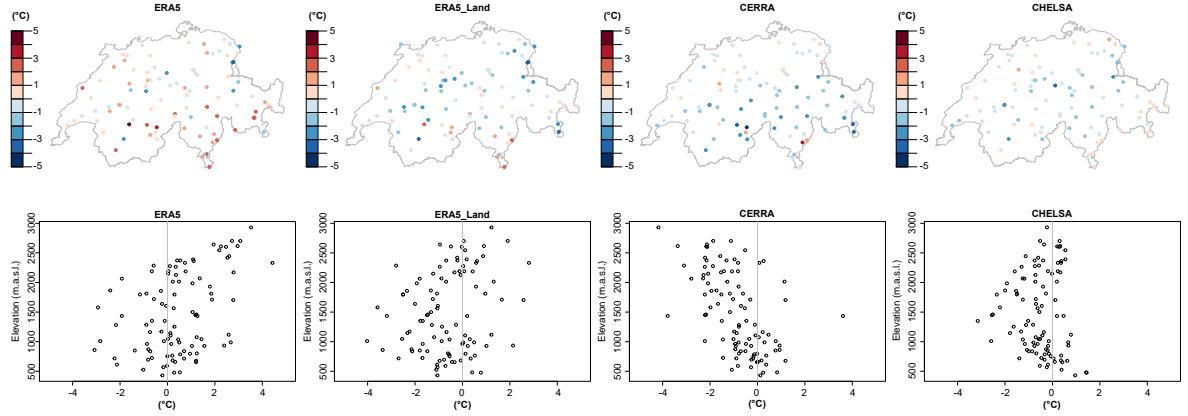 ERA5
ERA5_Land
CERRA
CHELSA
(°C) (°C) (°C) (°C)
5 5 5 5
3 3 3 3
1 1 1 1
-1 -1 -1 -1
-3 -3 -3 -3
-5 -5 -5 -5
ERA5
ERA5_Land
CERRA
CHELSA
Elevation (m.a.s.l.)
3000
2500
2000
1500
1000
500
-4 -2 0 2 4
(°C)
Elevation (m.a.s.l.)
3000
2500
2000
1500
1000
500
-4 -2 0 2 4
(°C)
Elevation (m.a.s.l.)
3000
2500
2000
1500
1000
500
-4 -2 0 2 4
(°C)
Elevation (m.a.s.l.)
3000
2500
2000
1500
1000
500
-4 -2 0 2 4
(°C)